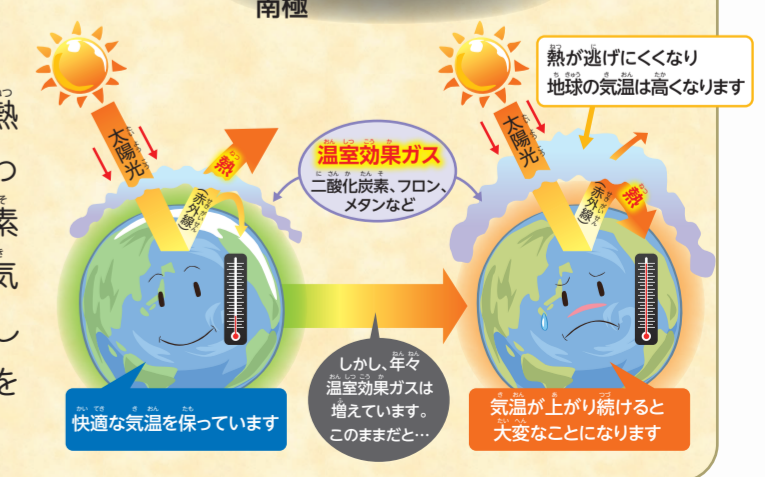 南極
熱
つ
素
気
し
を
太陽光
熱
(赤外線)
温室効果ガス
二酸化炭素、フロン、
メタンなど
熱が逃げにくくなり
地球の気温は高くなります
太陽光
(赤外線)
熱
快適な気温を保っています
しかし、年々
温室効果ガスは
増えています。
このままだと…
気温が上がり続けると
大変なことになります